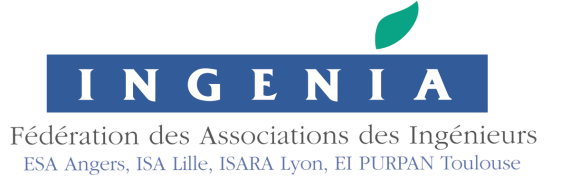 INGENIA
Fédération des Associations des Ingénieurs
ESA Angers, ISA Lille, ISARA Lyon, EI PURPAN Toulouse